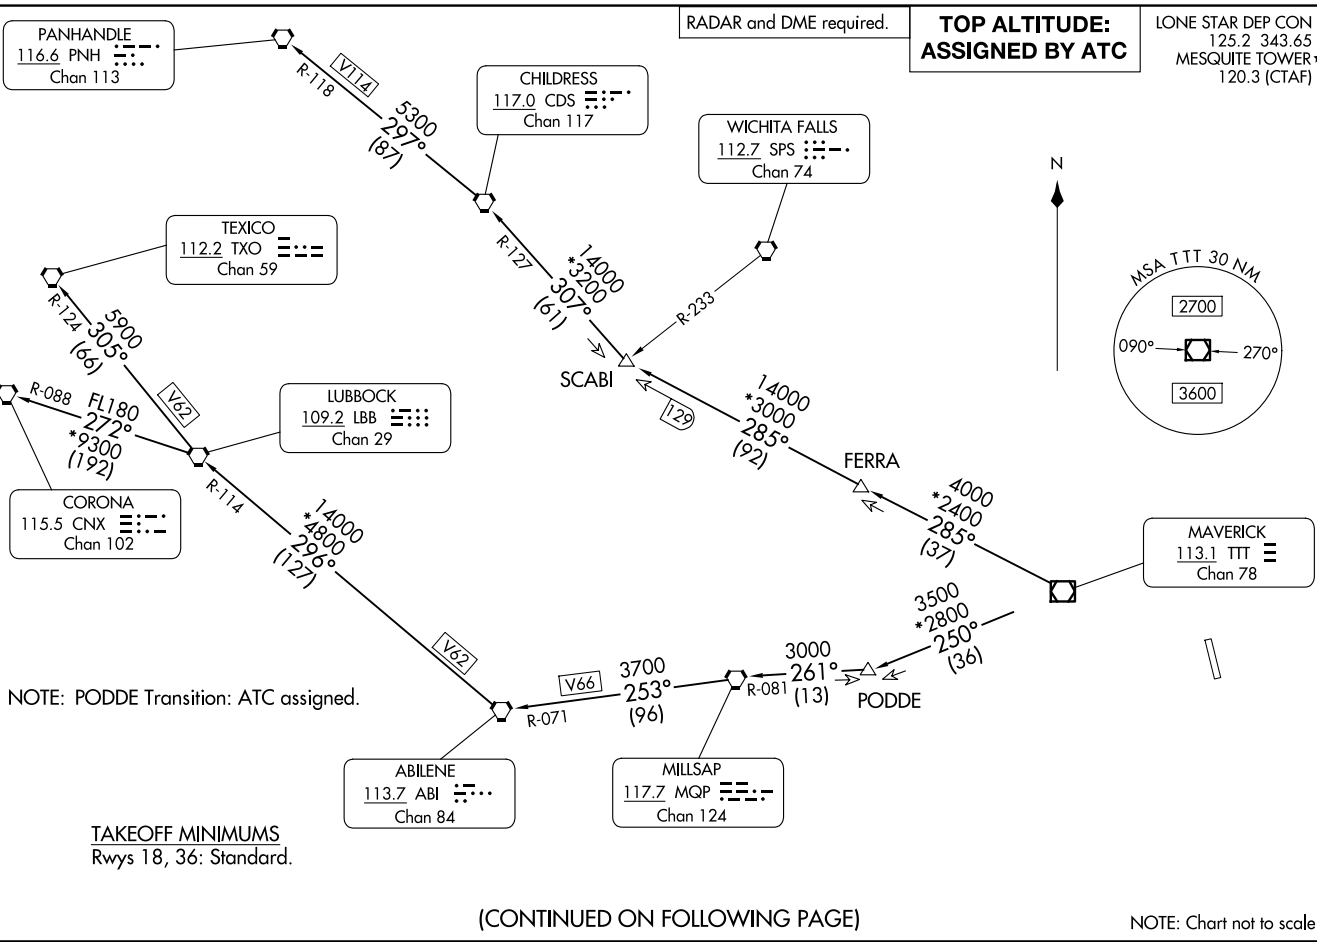 PANHANDLE
116.6 PNH
Chan 113
RADAR and DME required.
TOP ALTITUDE:
ASSIGNED BY ATC
LONE STAR DEP CON
125.2 343.65
MESQUITE TOWER
120.3 (CTAF)
V114
R-118
5300
297°
(87)
CHILDRESS
117.0 CDS
Chan 117
WICHITA FALLS
112.7 SPS
Chan 74
N
TEXICO
112.2 TXO
Chan 59
R-127
14000
*3200
307°
(61)
R-233
SCABI
129
MSA TTT 30 NM
2700
090°
270°
3600
R-124
5900
305°
(66)
V62
R-088
FL180
272°
*9300
(192)
LUBBOCK
109.2 LBB
Chan 29
14000
*3000
285°
(92)
FERRA
CORONA
115.5 CNX
Chan 102
R-114
14000
*4800
296°
(127)
4000
*2400
285°
(37)
MAVERICK
113.1 TTT
Chan 78
V62
3500
*2800
250°
(36)
NOTE: PODDE Transition: ATC assigned.
V66
R-071
3700
253°
(96)
R-081
3000
261°
(13)
PODDE
ABILENE
113.7 ABI
Chan 84
MILLSAP
117.7 MQP
Chan 124
TAKEOFF MINIMUMS
Rwys 18, 36: Standard.
(CONTINUED ON FOLLOWING PAGE)
NOTE: Chart not to scale